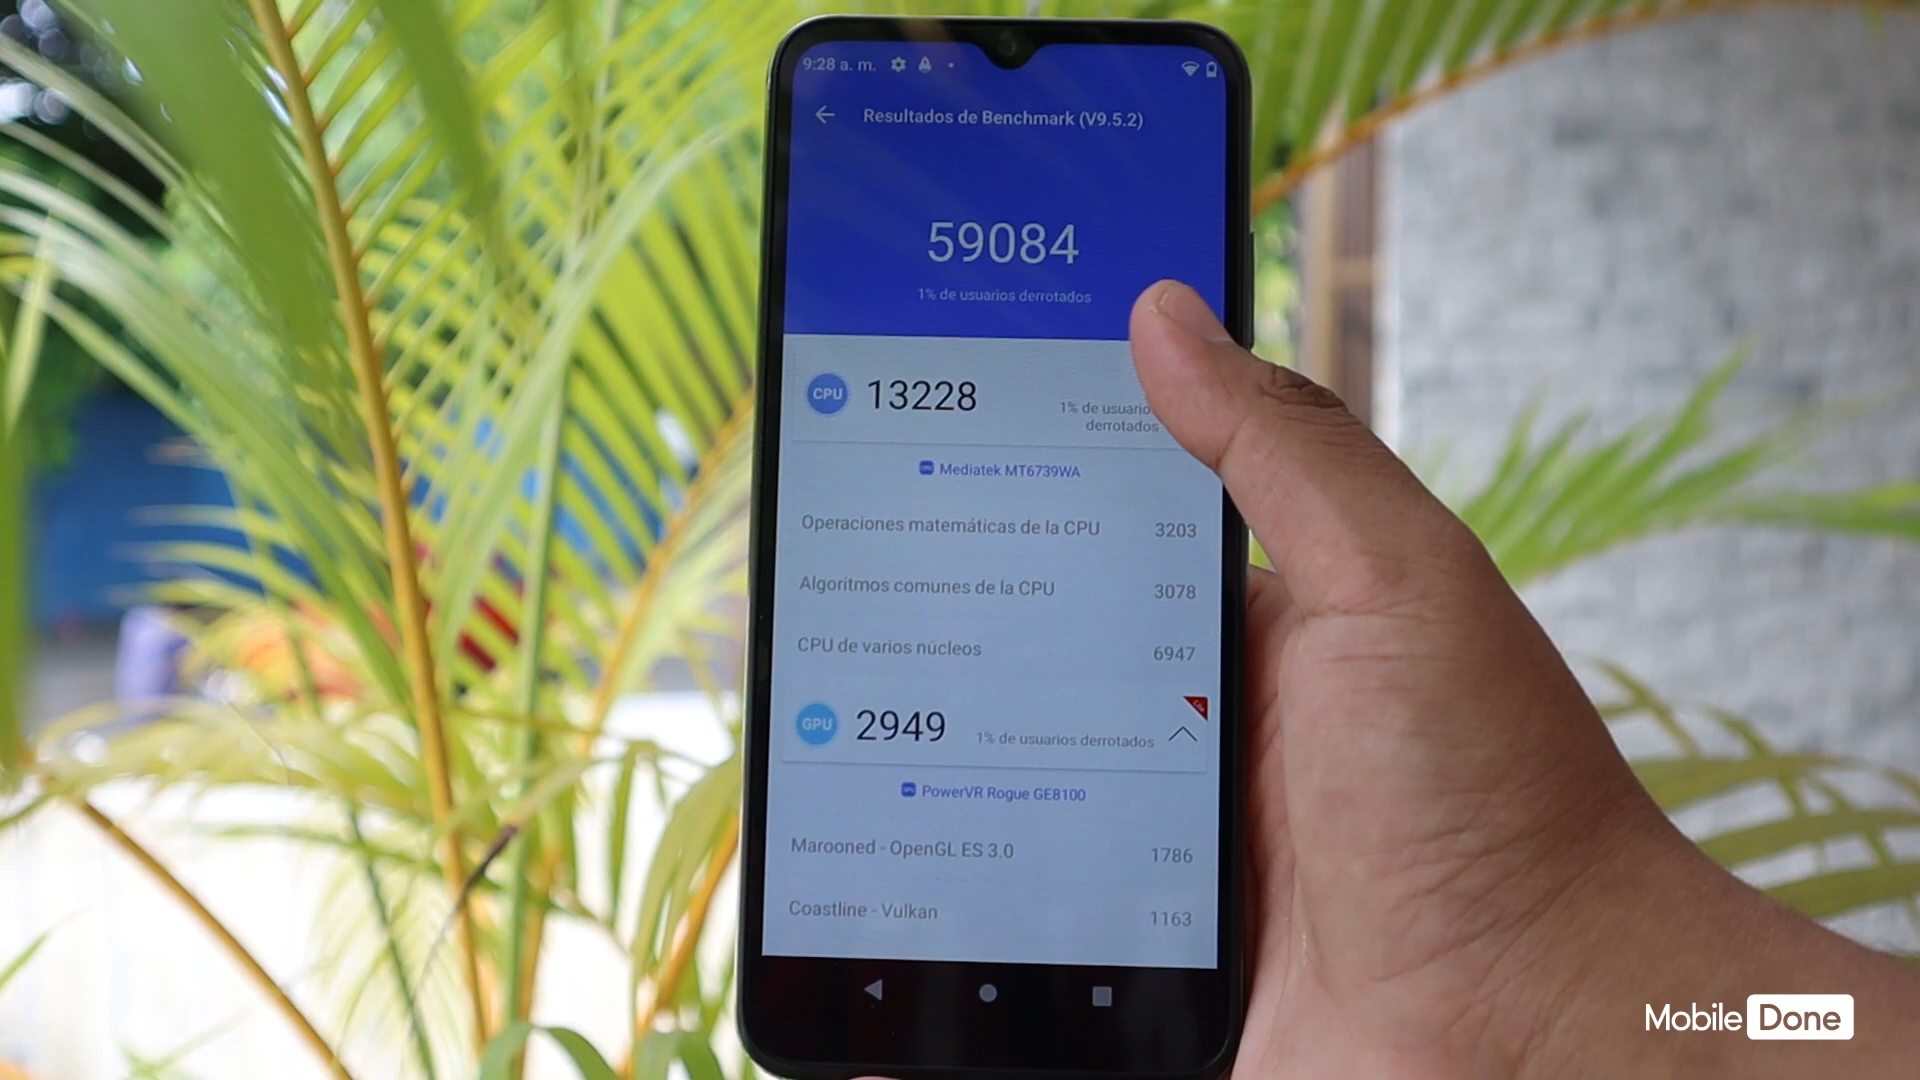 9:28 a. m.
Resultados de Benchmark (V9.5.2)
59084
1% de usuarios derrotados
CPU 13228
1% de usuario
derrotados
Mediatek MT6739WA
Operaciones matemáticas de la CPU 3203
Algoritmos comunes de la CPU 3078
CPU de varios núcleos 6947
GPU 2949 1% de usuarios derrotados
Lite
PowerVR Rogue GE8100
Marooned - OpenGL ES 3.0 1786
Coastline - Vulkan 1163
Mobile Done